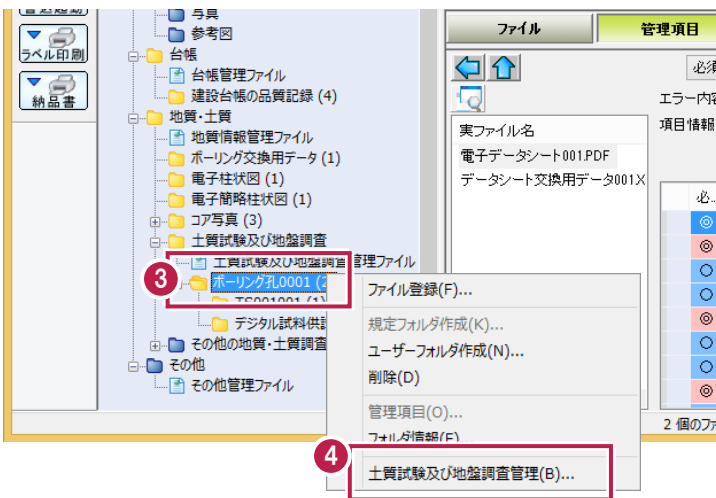 ラベル印刷
納品書
写真
参考図
台帳
台帳管理ファイル
建設台帳の品質記録 (4)
地質・土質
地質情報管理ファイル
ボーリング交換用データ (1)
電子柱状図 (1)
電子簡略柱状図 (1)
コア写真 (3)
土質試験及び地盤調査
土質試験及び地盤調査管理ファイル
3
ボーリング孔0001 (2
TS001001 (1)
デジタル試料供
その他の地質・土質調査
その他
その他管理ファイル
ファイル
管理項目
必須
エラー内容
項目情報
実ファイル名
電子データシート001.PDF
データシート交換用データ001.X
必...
ファイル登録(F)...
規定フォルダ作成(K)...
ユーザーフォルダ作成(N)...
削除(D)
管理項目(O)...
フォルダ情報(F)
4
土質試験及び地盤調査管理(B)...
2 個のファ